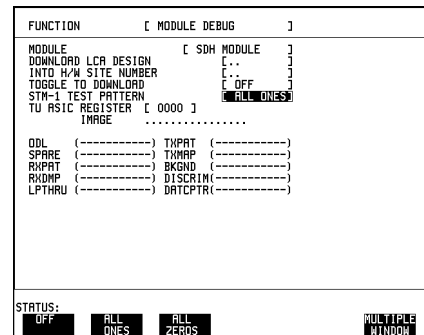 FUNCTION [ MODULE DEBUG ]
MODULE [ SDH MODULE ]
DOWNLOAD LCA DESIGN [.. ]
INTO H/W SITE NUMBER [.. ]
TOGGLE TO DOWNLOAD [ OFF ]
STM-1 TEST PATTERN [ ALL ONES]
TU ASIC REGISTER [ 0000 ]
IMAGE ................
ODL (-----------) TXPAT (-----------)
SPARE (-----------) TXMAP (-----------)
RXPAT (-----------) BKGND (-----------)
RXDMP (-----------) DISCRIM(-----------)
LPTHRU (-----------) DATCPTR(-----------)
STATUS:
OFF ALL ONES ALL ZEROS MULTIPLE WINDOW